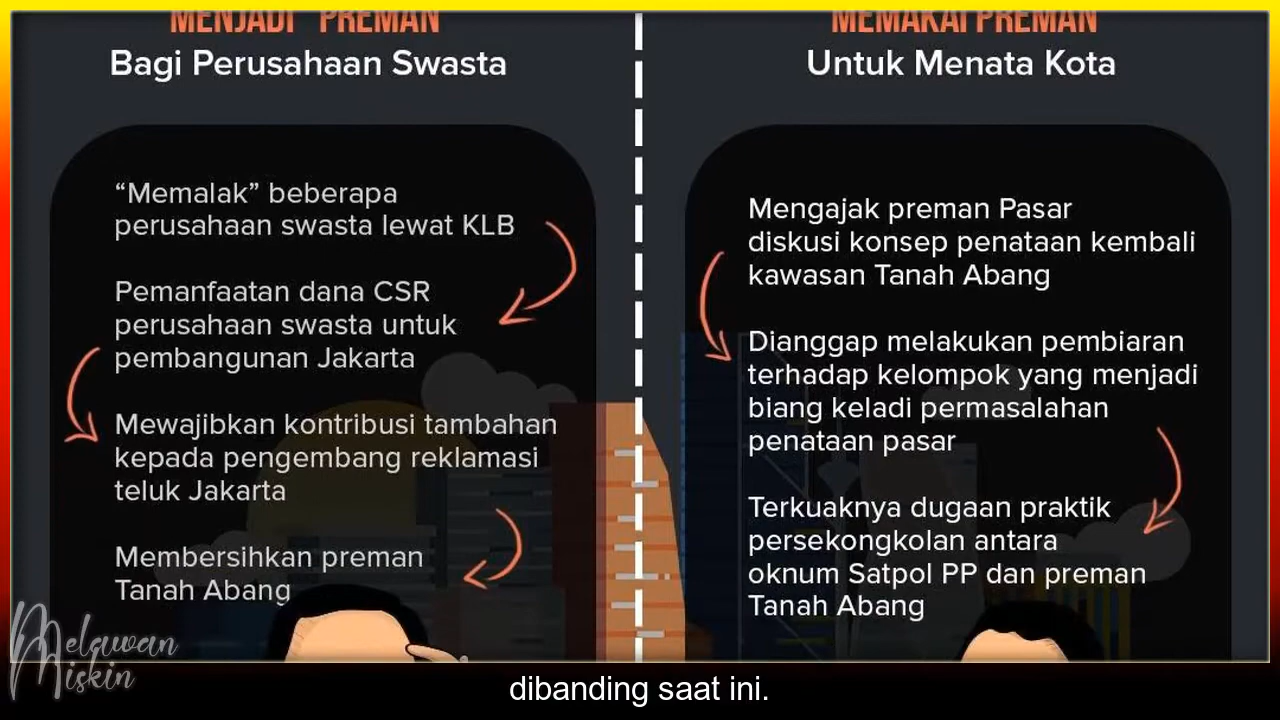 MENJADI" PREMAN
Bagi Perusahaan Swasta
“Memalak” beberapa
perusahaan swasta lewat KLB
Pemanfaatan dana CSR
perusahaan swasta untuk
pembangunan Jakarta
Mewajibkan kontribusi tambahan
kepada pengembang reklamasi
teluk Jakarta
Membersihkan preman
Tanah Abang
MEMAKAI PREMAN
Untuk Menata Kota
Mengajak preman Pasar
diskusi konsep penataan kembali
kawasan Tanah Abang
Dianggap melakukan pembiaran
terhadap kelompok yang menjadi
biang keladi permasalahan
penataan pasar
Terkuaknya dugaan praktik
persekongkolan antara
oknum Satpol PP dan preman
Tanah Abang
Melawan
Miskin
dibanding saat ini.